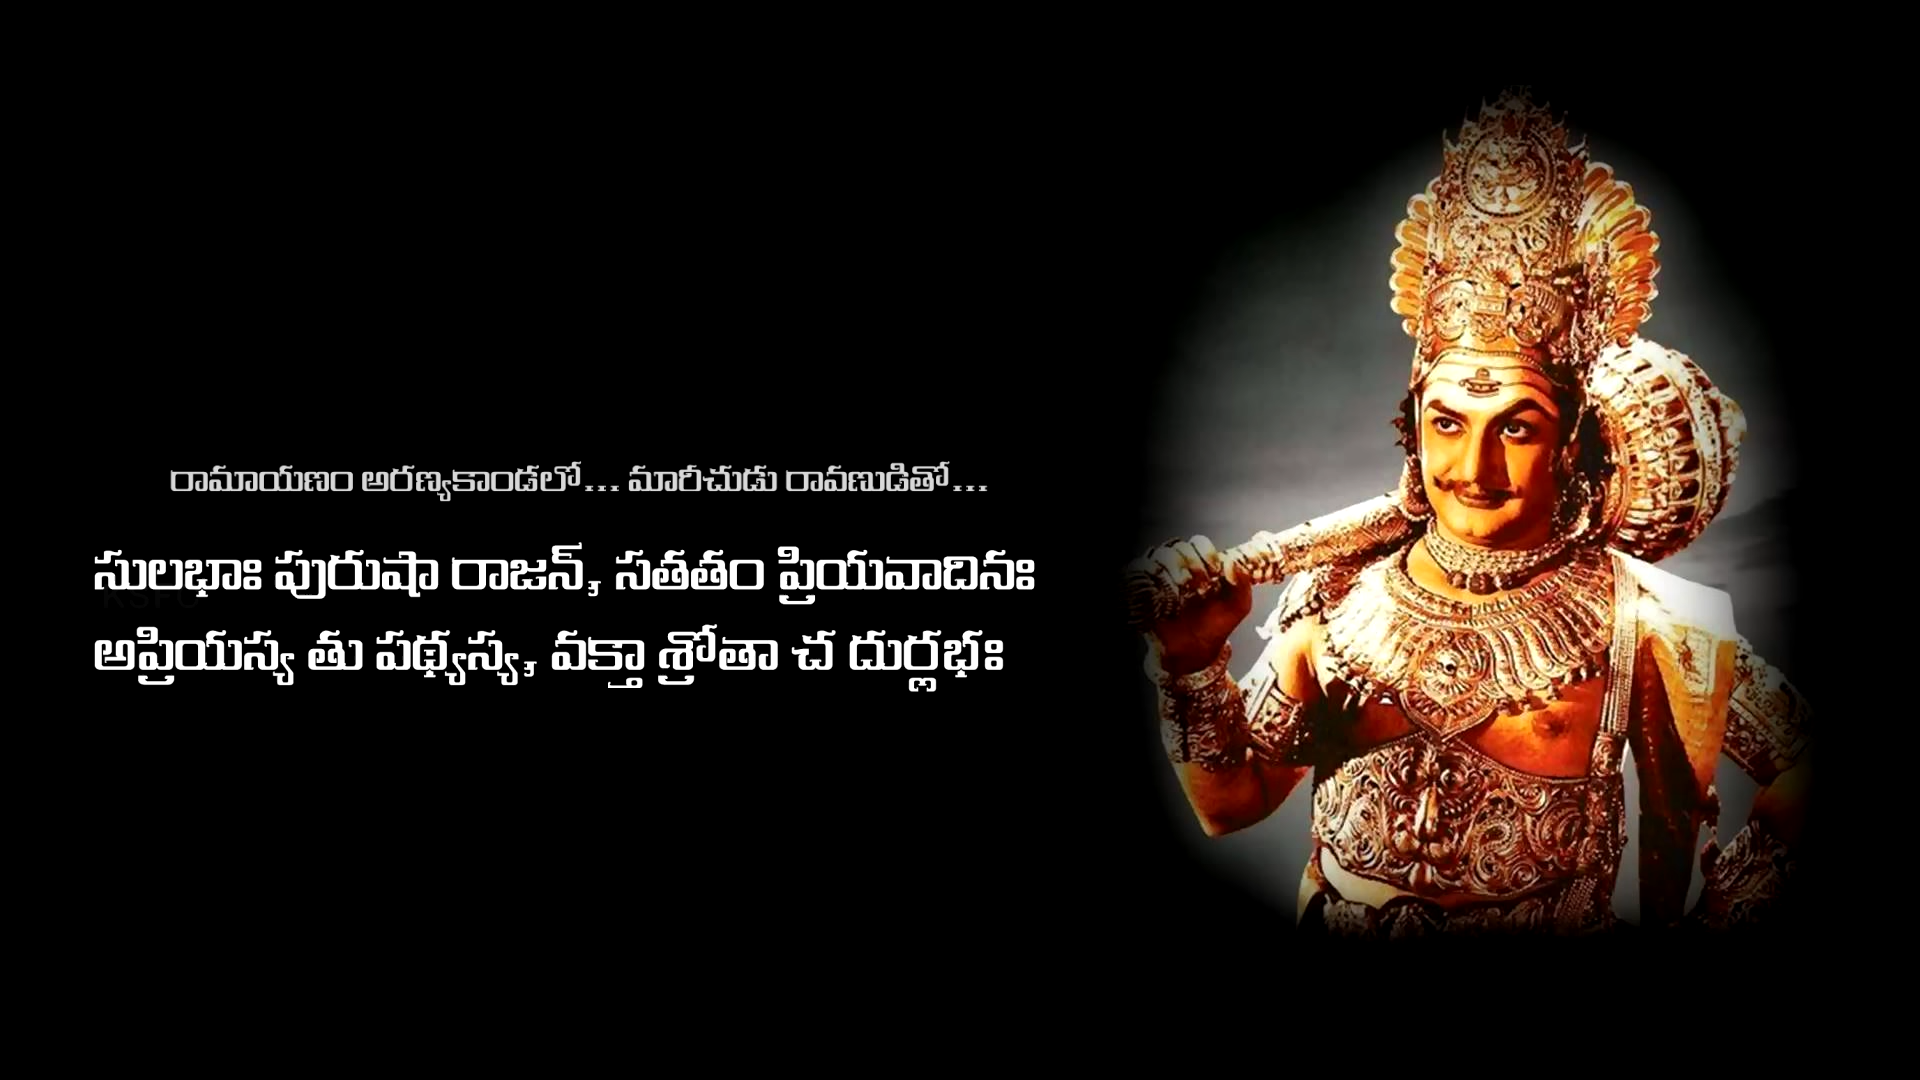 రామాయణం అరణ్యకాండలో... మారీచుడు రావణుడితో...
సులభాః పురుషా రాజన్, సతతం ప్రియవాదినః
అప్రియస్య తు పథ్యస్య, వక్తా శ్రోతా చ దుర్లభః